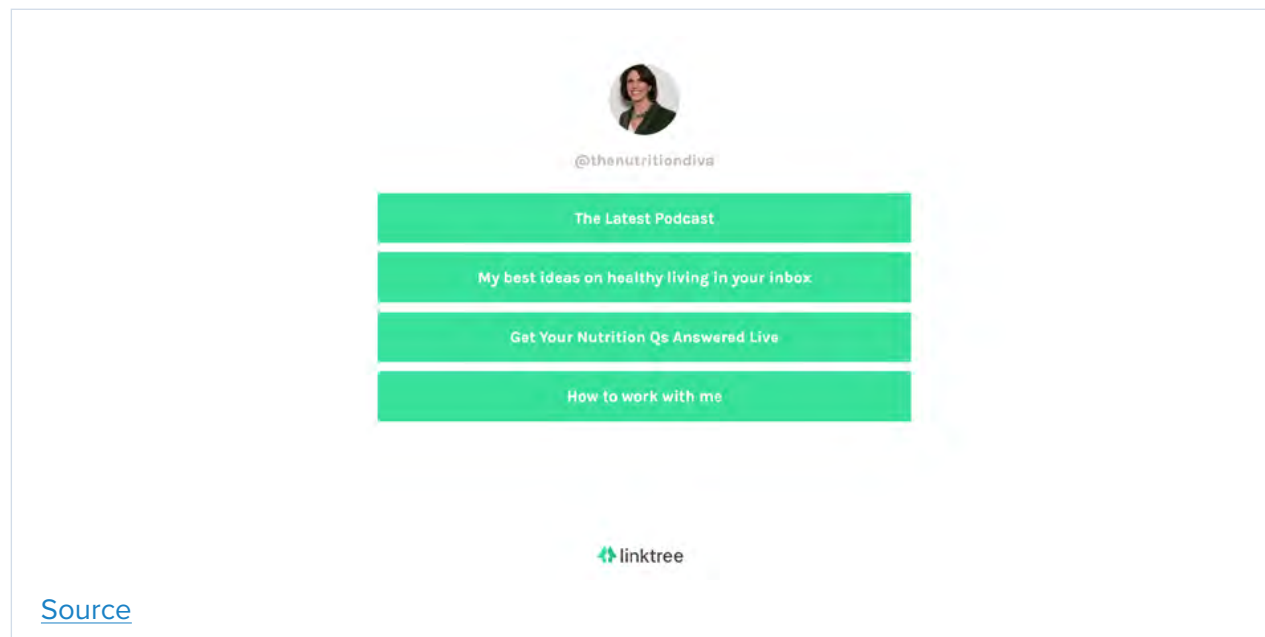 @thenutritiondiva
The Latest Podcast
My best ideas on healthy living in your inbox
Get Your Nutrition Qs Answered Live
How to work with me
linktree
Source